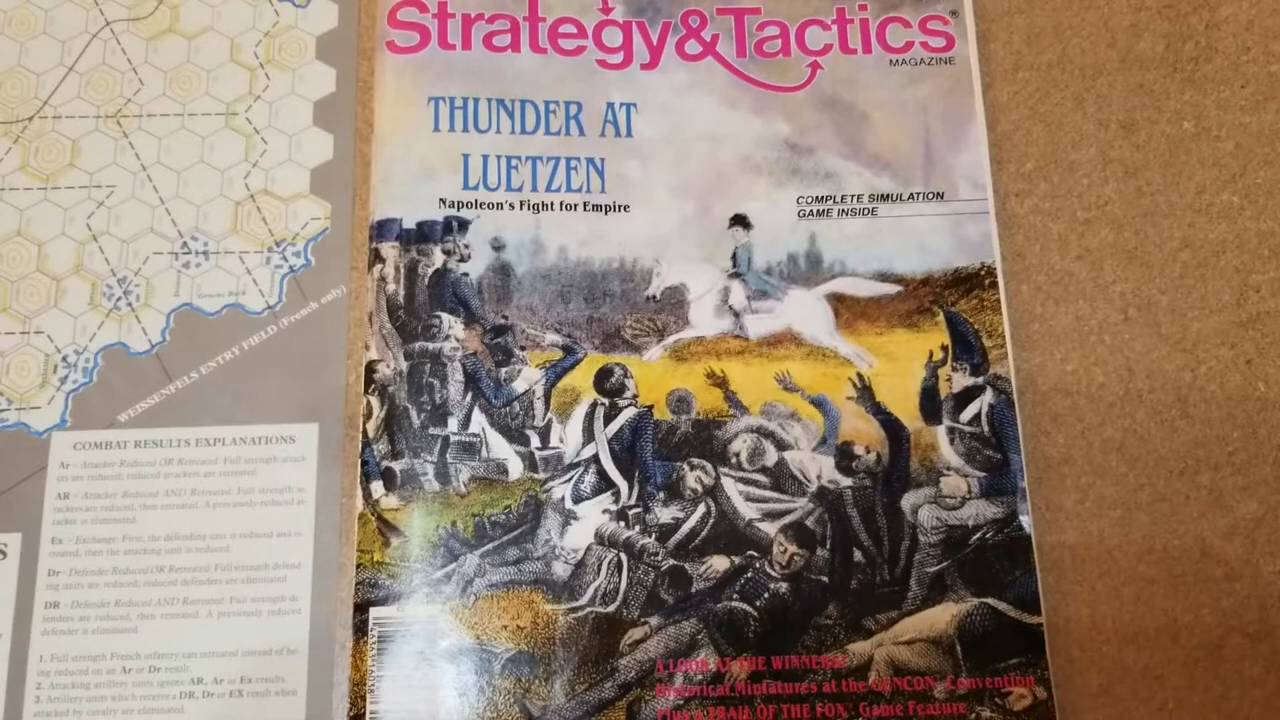 Strategy&Tactics®
MAGAZINE
THUNDER AT
LUETZEN
Napoleon's Fight for Empire
COMPLETE SIMULATION
GAME INSIDE
A LOOK AT THE WINNERS:
Historical Miniatures at the GENCON Convention
Plus a TRAIL OF THE FOX Game Feature
WEISSENFELS ENTRY FIELD (French only)
COMBAT RESULTS EXPLANATIONS
Ar - Attacker Reduced OR Retreated. Full strength attack-
ers are reduced; reduced attackers are retreated.
AR - Attacker Reduced AND Retreated. Full strength at-
tackers are reduced, then retreated. A previously reduced at-
tacker is eliminated.
Ex - Exchange. First, the defending unit is reduced and re-
treated, then the attacking unit is reduced.
Dr - Defender Reduced OR Retreated. Full strength defend-
ing units are reduced; reduced defenders are eliminated
DR - Defender Reduced AND Retreated. Full strength de-
fenders are reduced, then retreated. A previously reduced
defender is eliminated.
1. Full strength French infantry can retreated instead of be-
ing reduced on an Ar or Dr result.
2. Attacking artillery units ignore AR, Ar or Ex results.
3. Artillery units which receive a DR, Dr or EX result when
attacked by cavalry are eliminated.